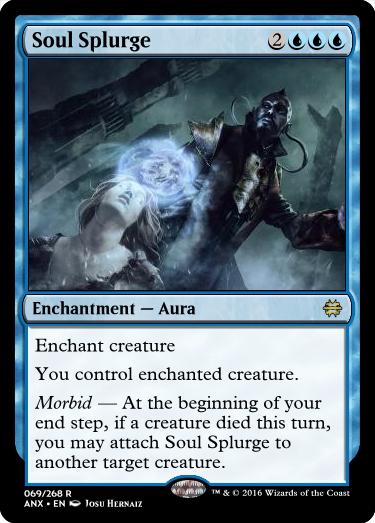 Soul Splurge 2
Enchantment — Aura
Enchant creature
You control enchanted creature.
Morbid — At the beginning of your
end step, if a creature died this turn,
you may attach Soul Splurge to
another target creature.
069/268 R
ANX • EN Josu Hernaiz
™ & © 2016 Wizards of the Coast